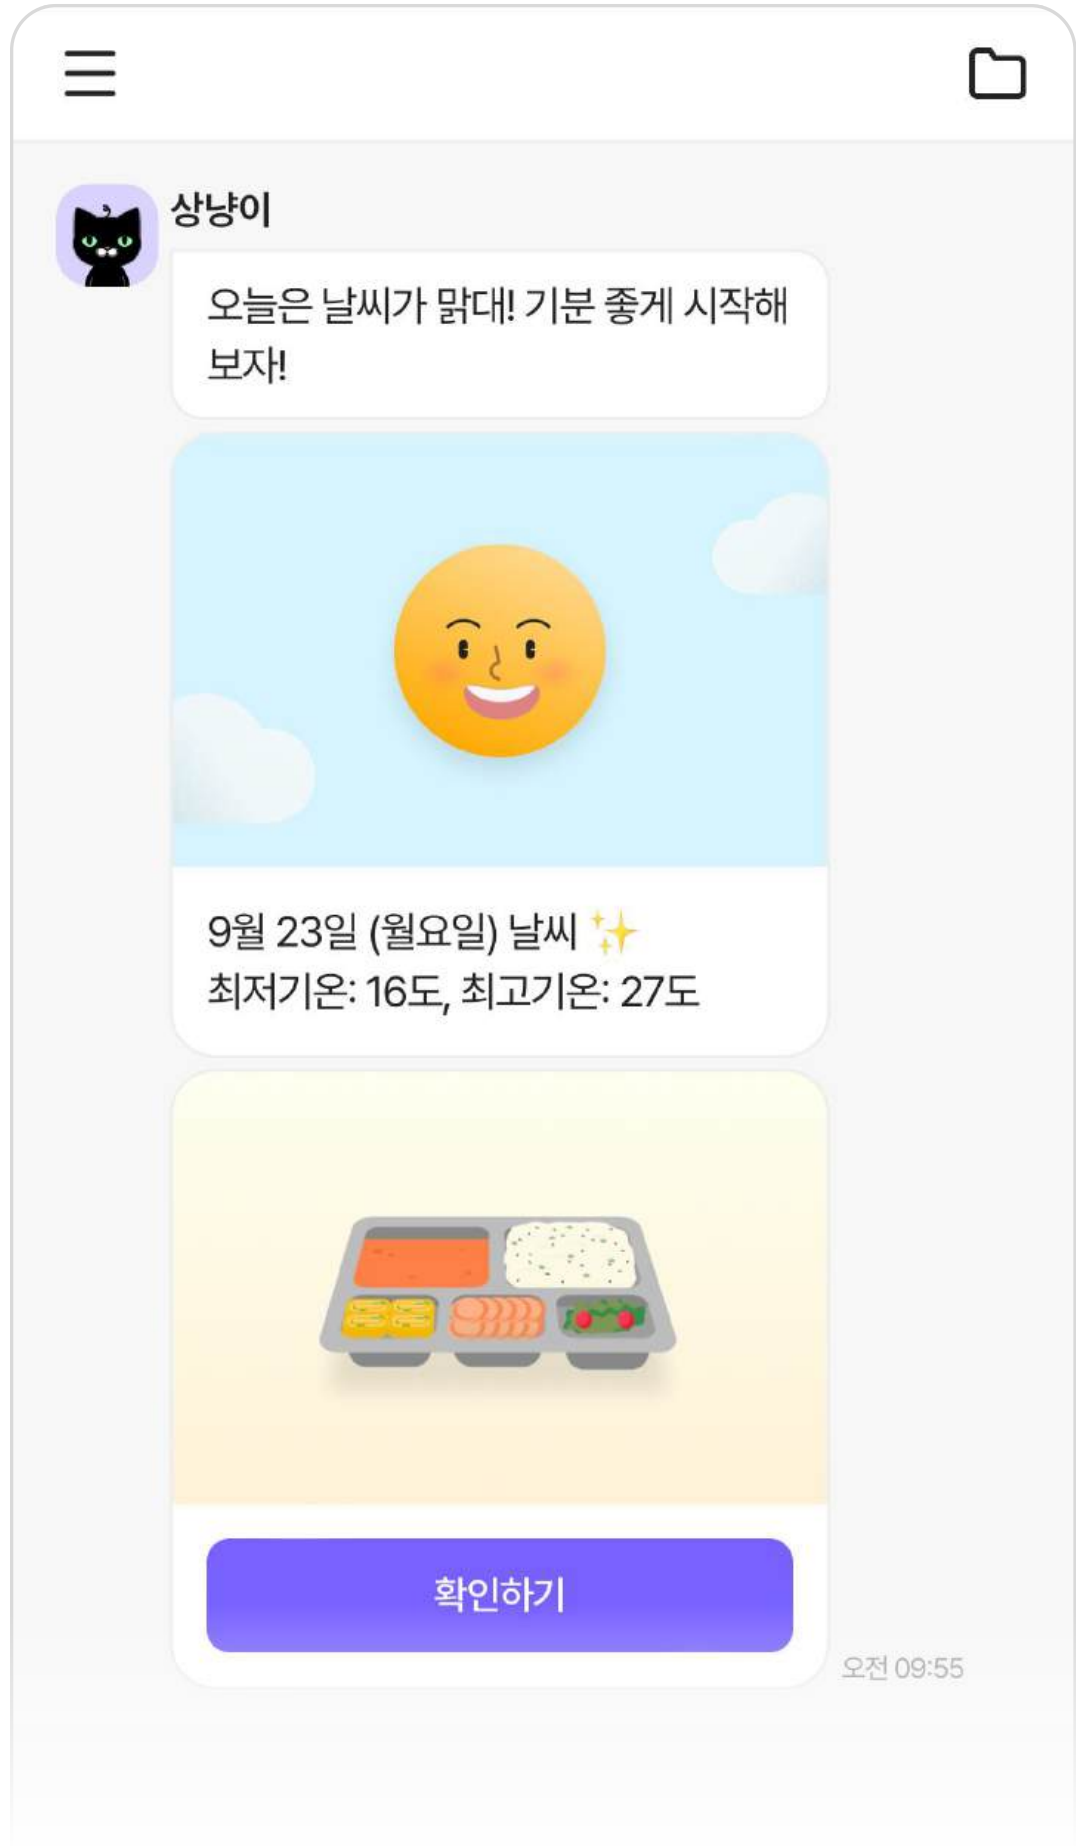 상냥이
오늘은 날씨가 맑대! 기분 좋게 시작해
보자!
9월 23일 (월요일) 날씨 ✨
최저기온: 16도, 최고기온: 27도
확인하기
오전 09:55